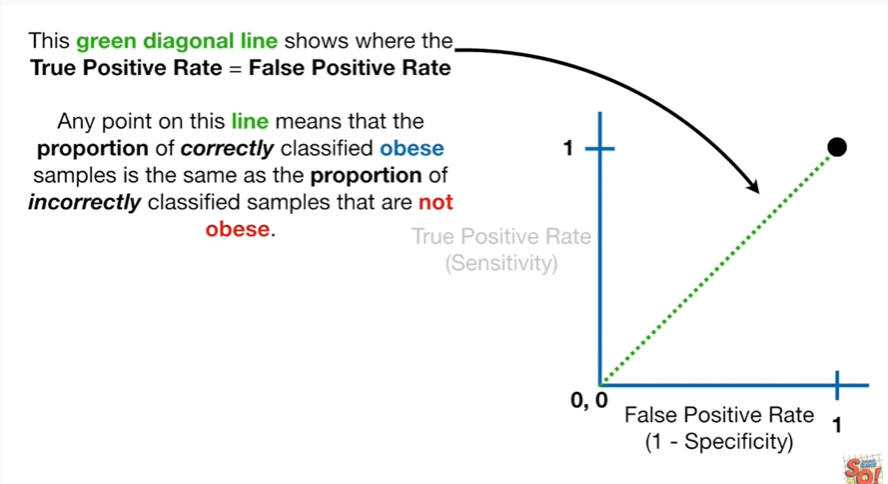 This green diagonal line shows where the
True Positive Rate = False Positive Rate
Any point on this line means that the
proportion of correctly classified obese
samples is the same as the proportion of
incorrectly classified samples that are not
obese.
1
True Positive Rate
(Sensitivity)
0, 0
False Positive Rate
(1 - Specificity)
1
SQ!